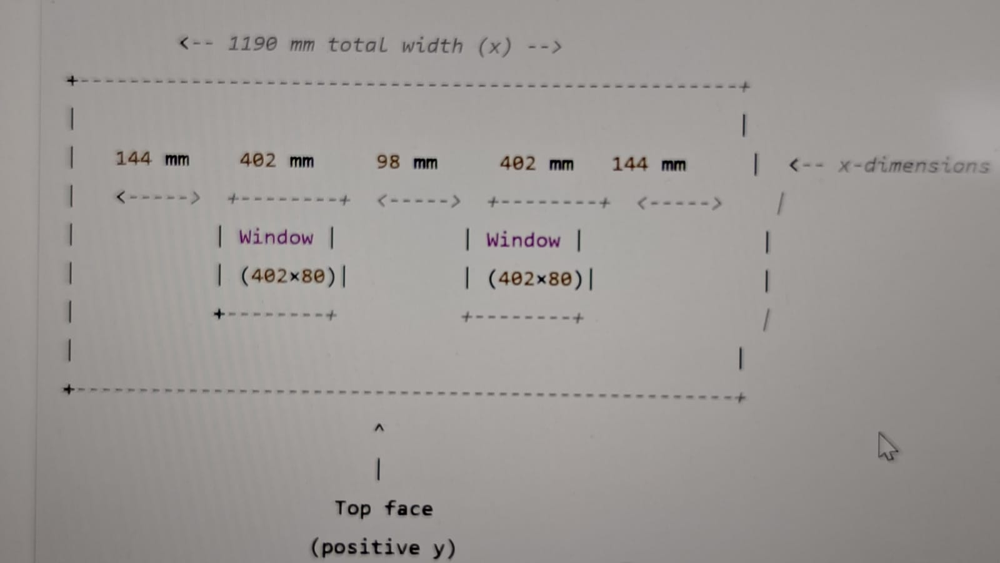 <-- 1190 mm total width (x) -->
+------------------------------------------------------+
|                                                      |
|   144 mm    402 mm     98 mm     402 mm   144 mm     |  <-- x-dimensions
|   <----->  +--------+  <----->  +--------+  <----->    /
|           | Window |          | Window |              |
|           | (402×80)|         | (402×80)|             |
|           +--------+          +--------+              /
|                                                      |
+------------------------------------------------------+
^
|
Top face
(positive y)